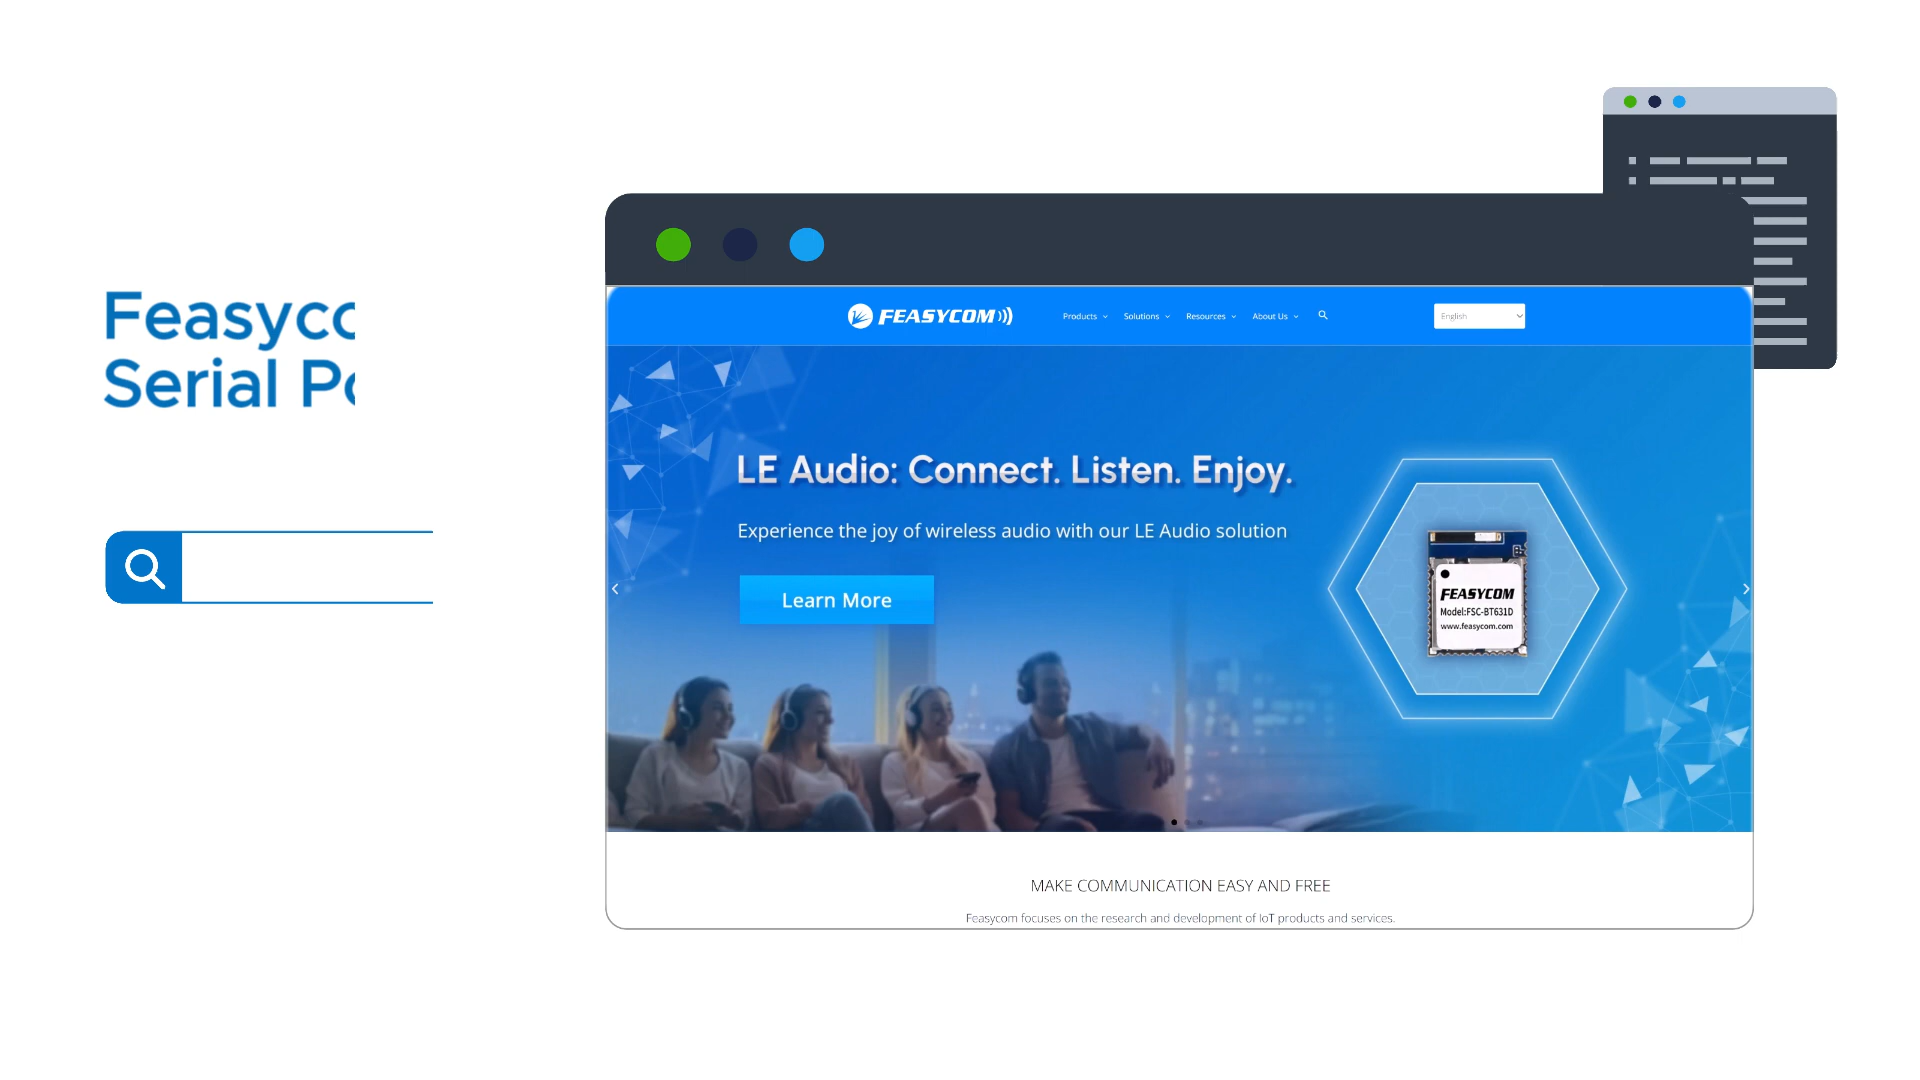 Feasyco
Serial Po
FEASYCOM
Products
Solutions
Resources
About Us
English
LE Audio: Connect. Listen. Enjoy.
Experience the joy of wireless audio with our LE Audio solution
Learn More
FEASYCOM
Model:FSC-BT631D
www.feasycom.com
MAKE COMMUNICATION EASY AND FREE
Feasycom focuses on the research and development of IoT products and services.